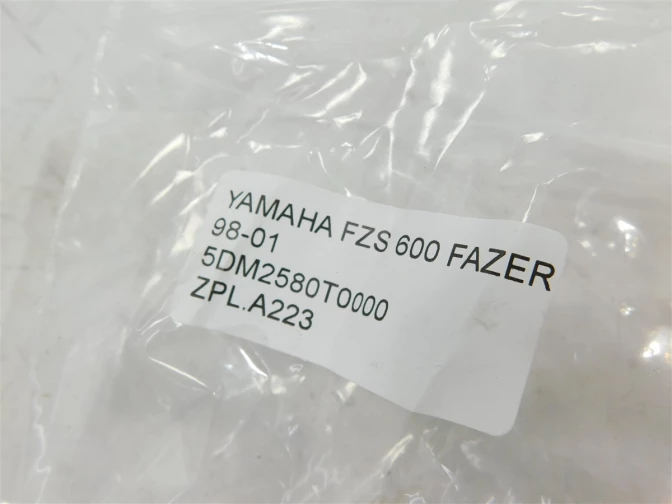 YAMAHA FZS 600 FAZER
98-01
5DM2580T0000
ZPL.A223